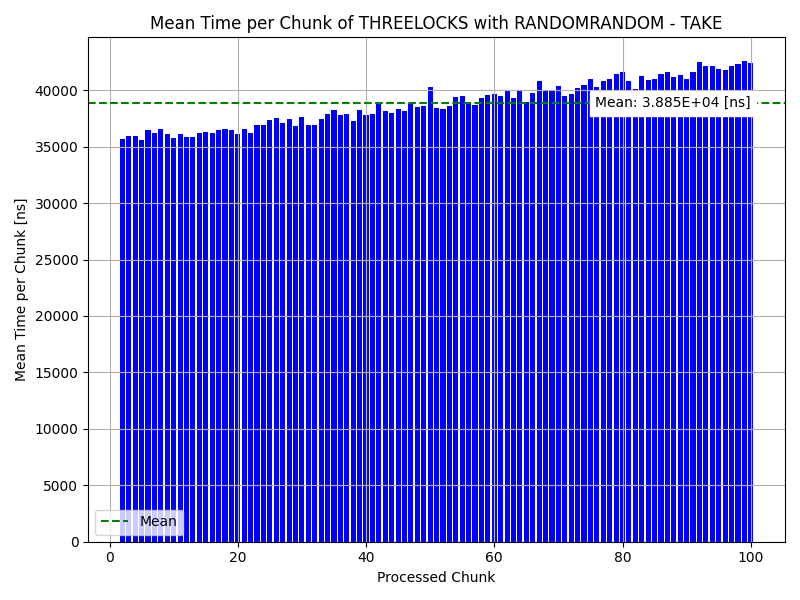 Mean Time per Chunk of THREELOCKS with RANDOMRANDOM - TAKE
Mean Time per Chunk [ns]
40000
35000
30000
25000
20000
15000
10000
5000
0
Mean: 3.885E+04 [ns]
Mean
0 20 40 60 80 100
Processed Chunk